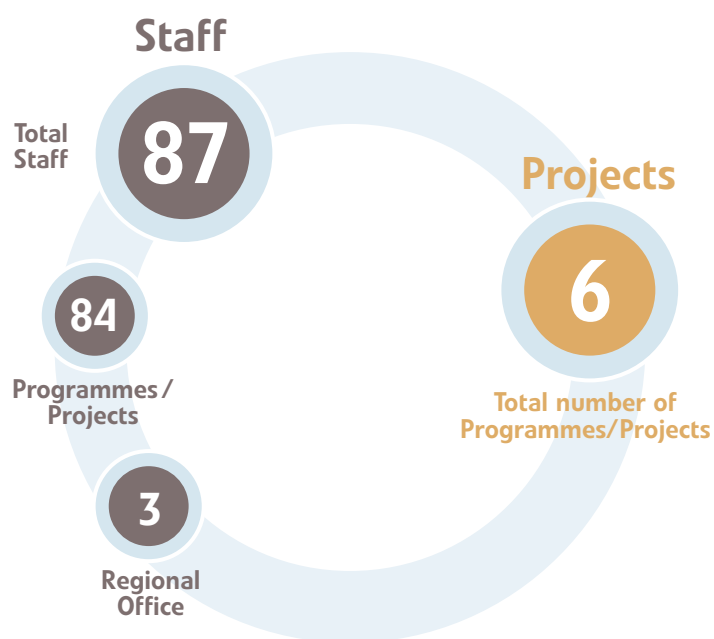 Staff
Total
Staff
87
84
Programmes/
Projects
3
Regional
Office
Projects
6
Total number of
Programmes/Projects